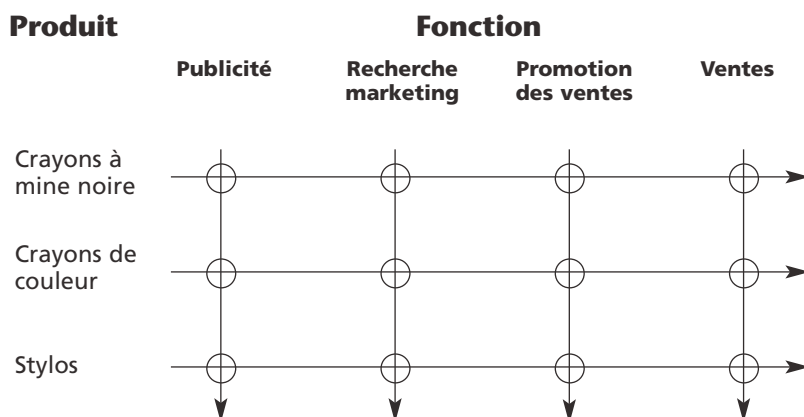 Produit Fonction
Publicité Recherche Promotion Ventes
marketing des ventes
Crayons à
mine noire
Crayons de
couleur
Stylos